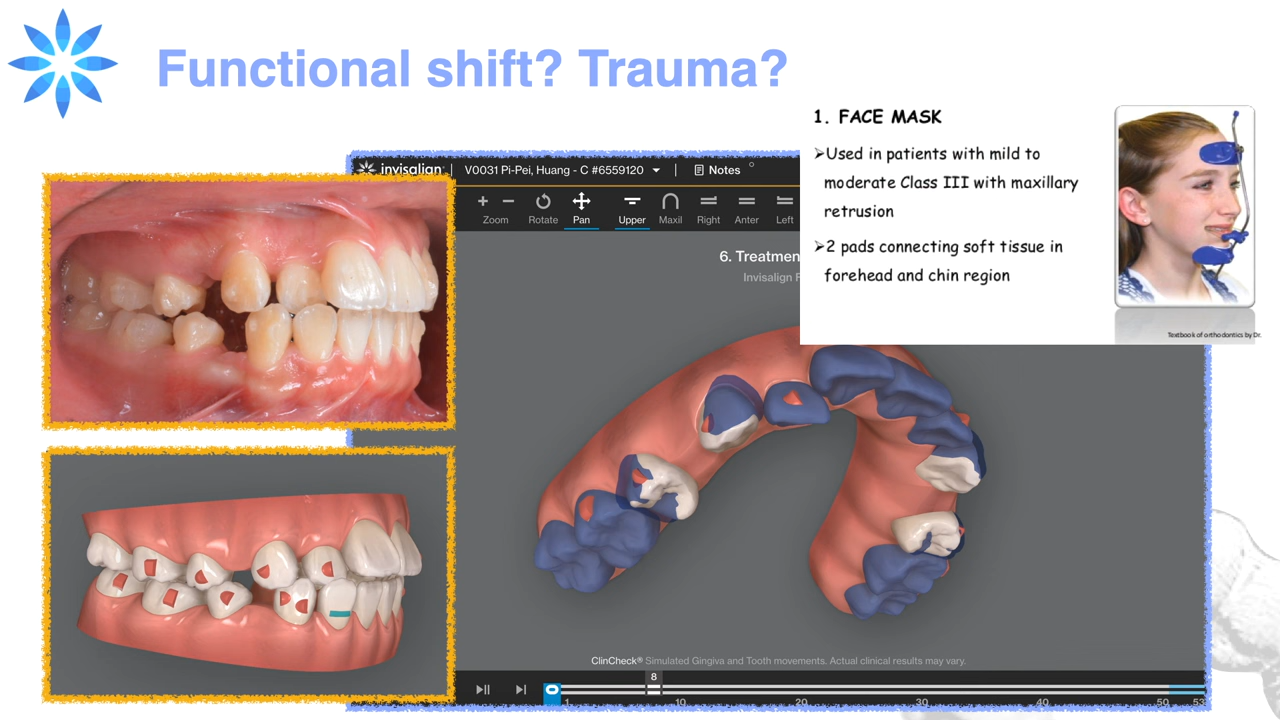 Functional shift? Trauma?
1. FACE MASK
➢Used in patients with mild to
moderate Class III with maxillary
retrusion
➢2 pads connecting soft tissue in
forehead and chin region
Textbook of orthodontics by Dr.
invisalign | V0031 Pi-Pei, Huang - C #6559120 | Notes
Zoom Rotate Pan Upper Maxil Right Anter Left
6. Treatmen
Invisalign F
ClinCheck® Simulated Gingiva and Tooth movements. Actual clinical results may vary.
8
0 1 10 20 30 40 50 53